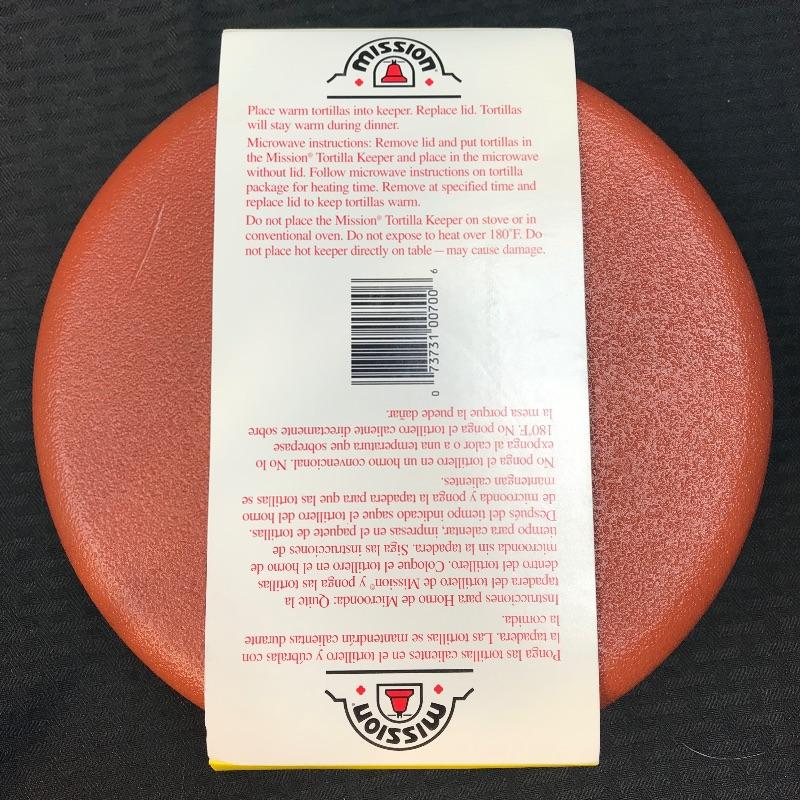 mission
Place warm tortillas into keeper. Replace lid. Tortillas
will stay warm during dinner.
Microwave instructions: Remove lid and put tortillas in
the Mission® Tortilla Keeper and place in the microwave
without lid. Follow microwave instructions on tortilla
package for heating time. Remove at specified time and
replace lid to keep tortillas warm.
Do not place the Mission® Tortilla Keeper on stove or in
conventional oven. Do not expose to heat over 180°F. Do
not place hot keeper directly on table – may cause damage.
0 73731 00700 6
mission
Ponga las tortillas calientes en el tortillero y cúbralas con
la tapadera. Las tortillas se mantendrán calientes durante
la comida.
Instrucciones para Horno de Microonda: Quite la
tapadera del tortillero de Mission® y ponga las tortillas
dentro del tortillero. Coloque el tortillero en el horno de
microonda sin la tapadera. Siga las instrucciones de
tiempo para calentar, impresas en el paquete de tortillas.
Después del tiempo indicado saque el tortillero del horno
de microonda y ponga la tapadera para que las tortillas se
mantengan calientes.
No ponga el tortillero en un horno convencional. No lo
exponga al calor o a una temperatura que sobrepase
180°F. No ponga el tortillero caliente directamente sobre
la mesa porque la puede dañar.